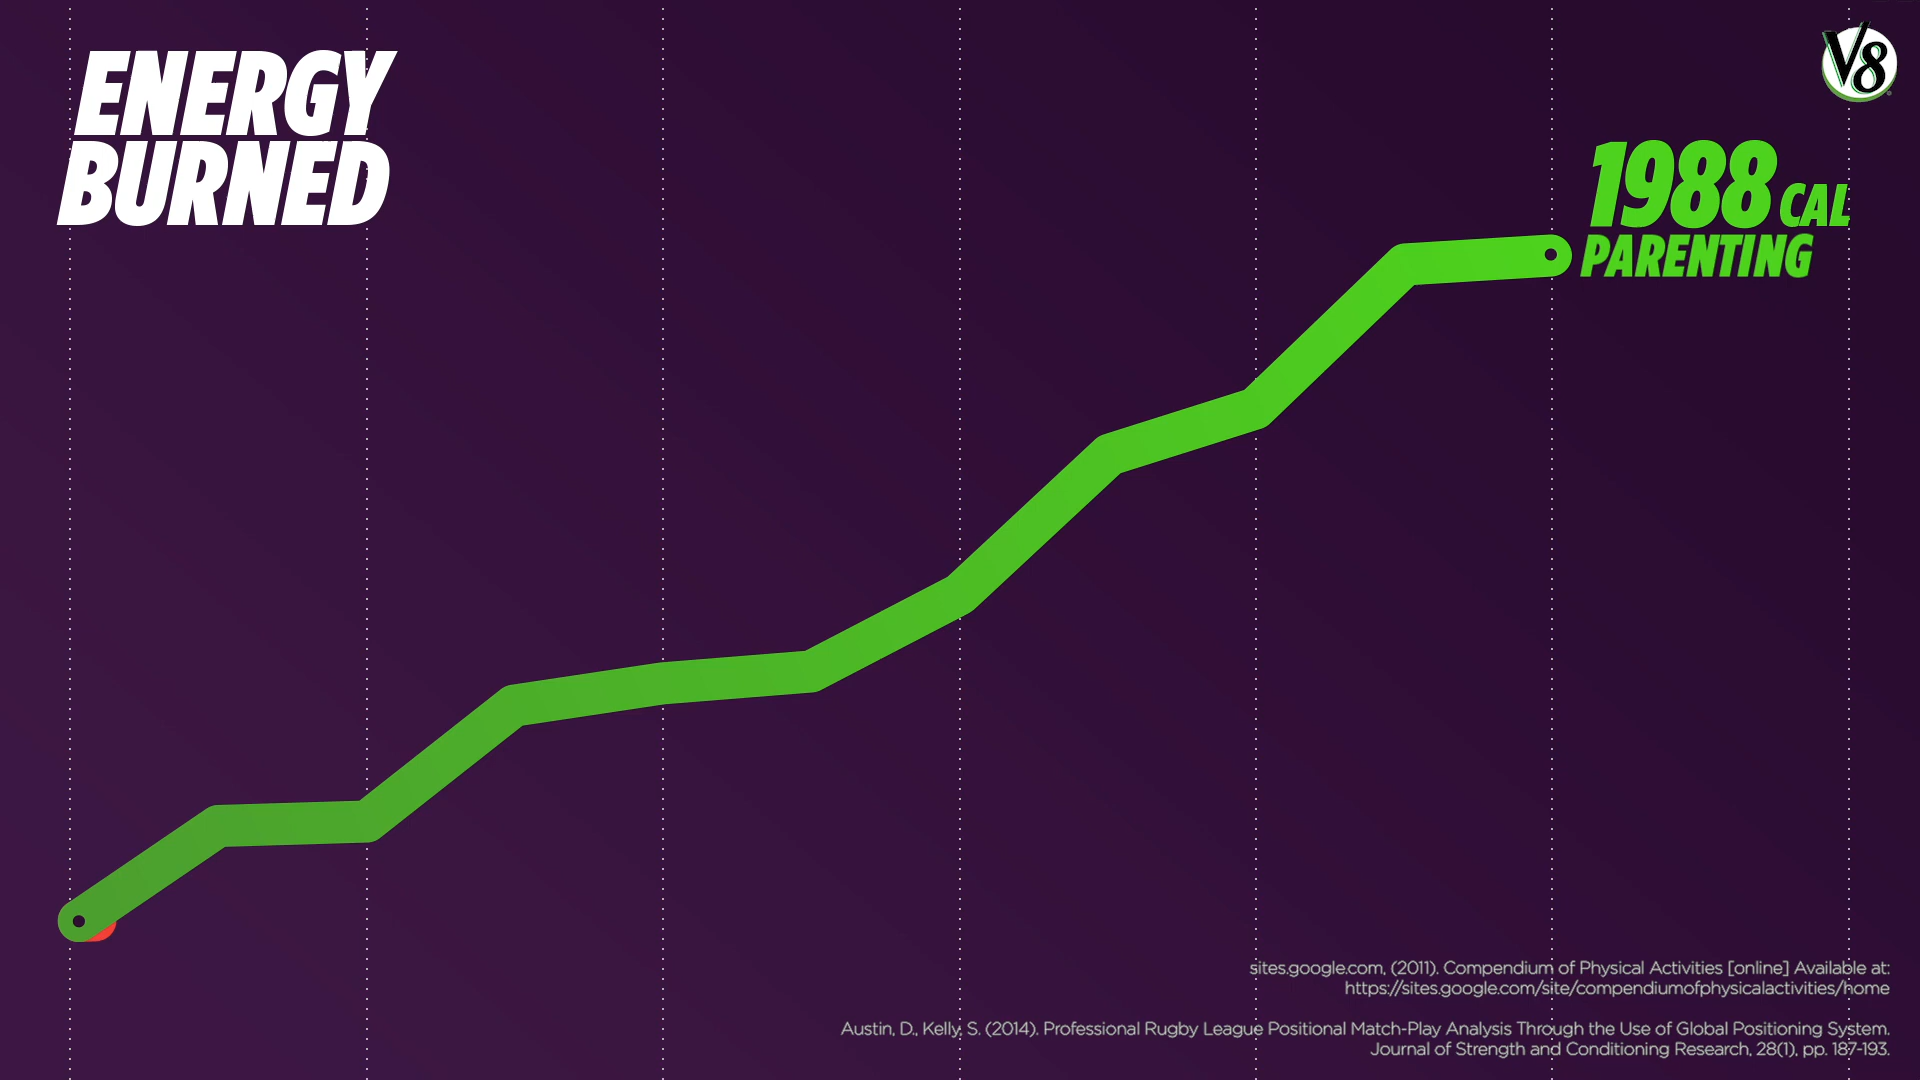 ENERGY
BURNED
V8
1988 CAL
PARENTING
sites.google.com, (2011). Compendium of Physical Activities [online] Available at:
https://sites.google.com/site/compendiumofphysicalactivities/home
Austin, D., Kelly, S. (2014). Professional Rugby League Positional Match-Play Analysis Through the Use of Global Positioning System.
Journal of Strength and Conditioning Research, 28(1), pp. 187-193.